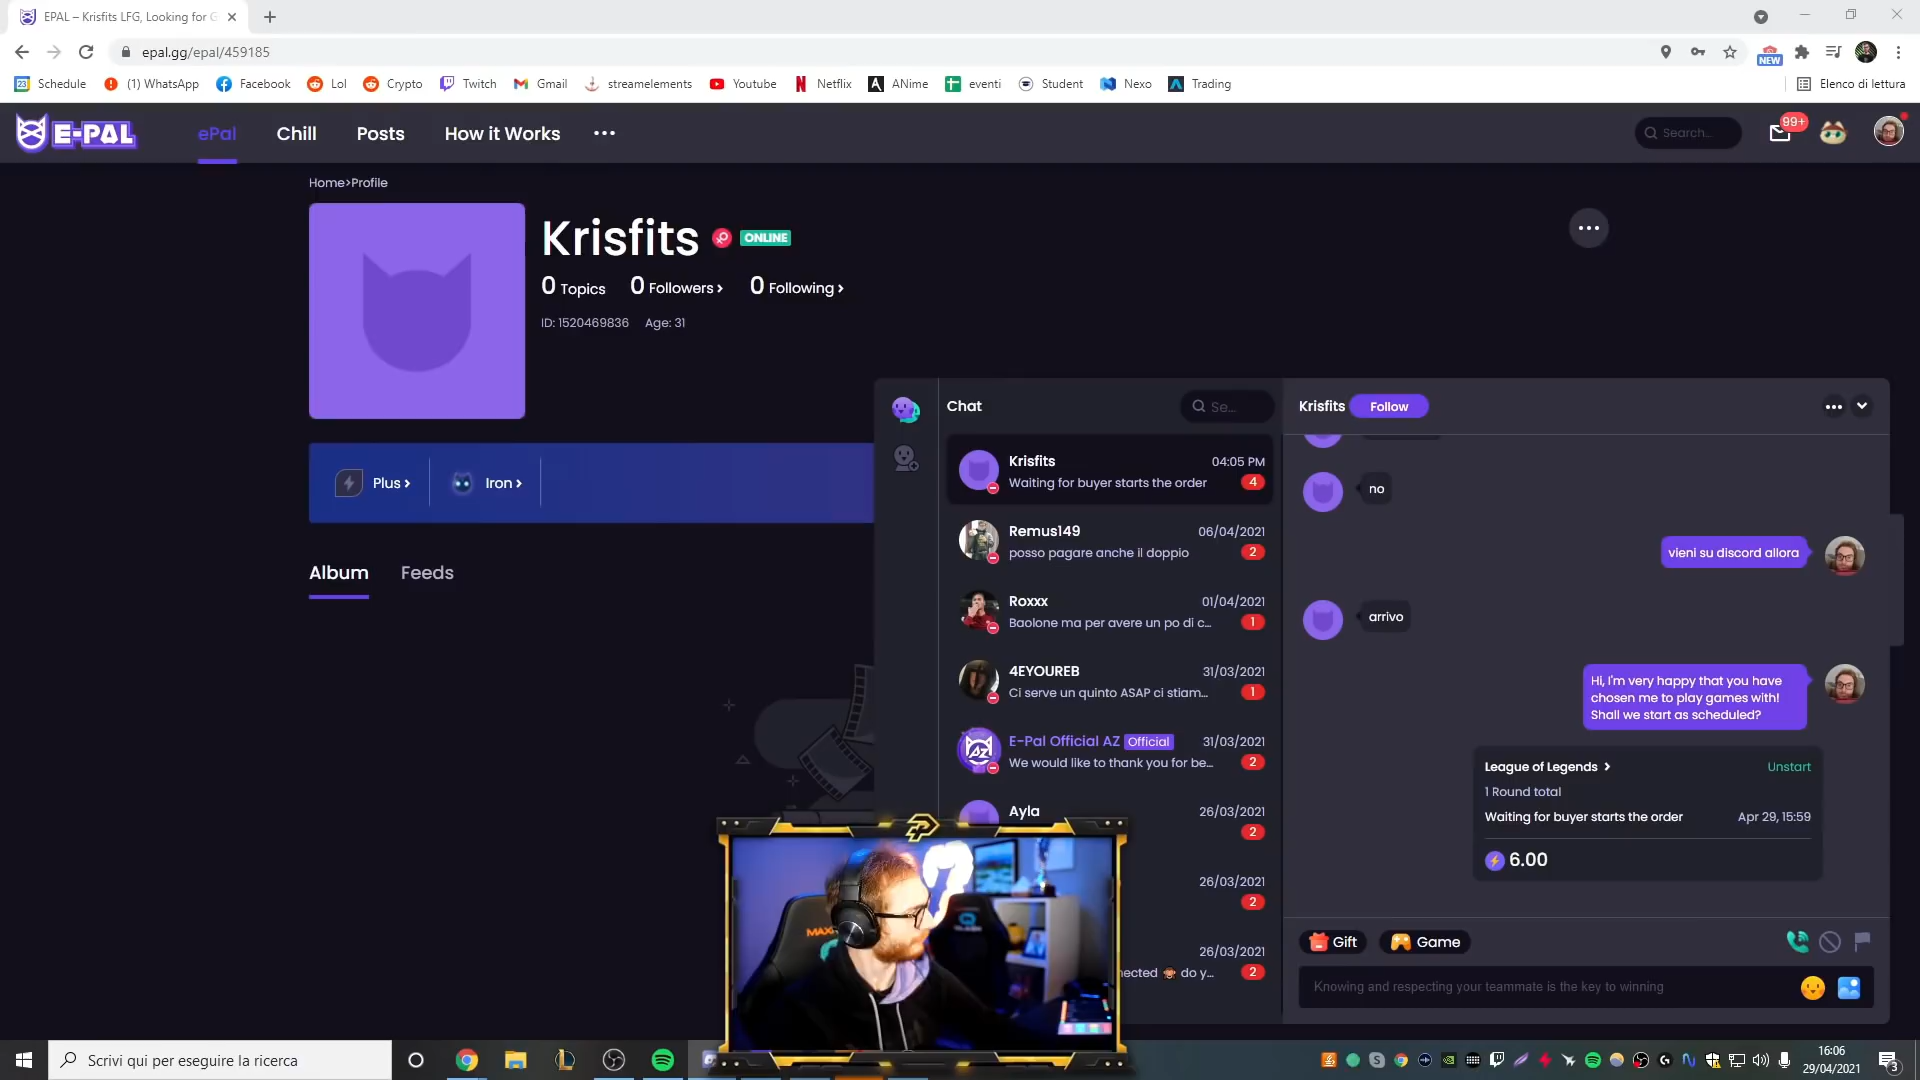 EPAL – Krisfits LFG, Looking for G
epal.gg/epal/459185
NEW
23 Schedule
(1) WhatsApp
Facebook
Lol
Crypto
Twitch
Gmail
streamelements
Youtube
Netflix
ANime
eventi
Student
Nexo
Trading
Elenco di lettura
E-PAL
ePal
Chill
Posts
How it Works
Search...
99+
Home>Profile
Krisfits
ONLINE
0 Topics
0 Followers >
0 Following >
ID: 1520469836 Age: 31
Plus >
Iron >
Album
Feeds
Chat
Se...
Krisfits
04:05 PM
Waiting for buyer starts the order
4
Remus149
06/04/2021
posso pagare anche il doppio
2
Roxxx
01/04/2021
Baolone ma per avere un po di c...
1
4EYOUREB
31/03/2021
Ci serve un quinto ASAP ci stiam...
1
E-Pal Official AZ Official
31/03/2021
We would like to thank you for be...
2
Ayla
26/03/2021
2
26/03/2021
2
26/03/2021
nected 🐵 do y...
2
Krisfits
Follow
no
vieni su discord allora
arrivo
Hi, I'm very happy that you have
chosen me to play games with!
Shall we start as scheduled?
League of Legends >
Unstart
1 Round total
Waiting for buyer starts the order
Apr 29, 15:59
6.00
Gift
Game
Knowing and respecting your teammate is the key to winning
Scrivi qui per eseguire la ricerca
16:06
29/04/2021
3